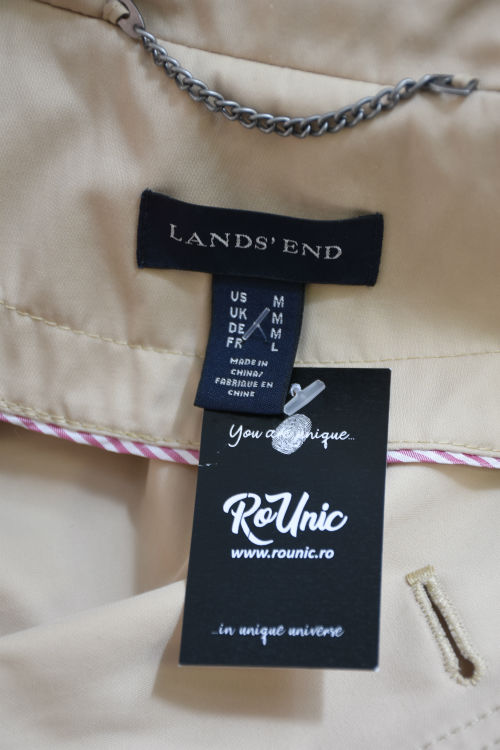 LANDS' END
US M
UK M
DE M
FR L
MADE IN
CHINA/
FABRIQUE EN
CHINE
You are unique...
RoUnic
www.rounic.ro
...in unique universe